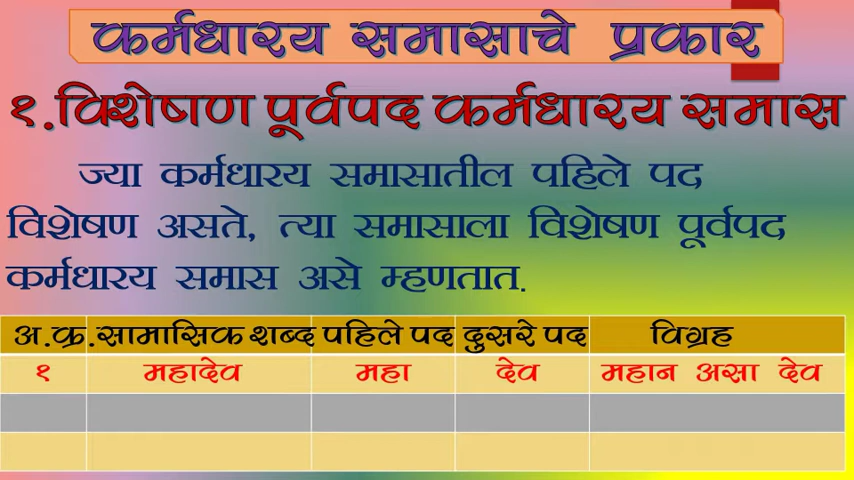 कर्मधारय समासाचे प्रकार
१.विशेषण पूर्वपद कर्मधारय समास
ज्या कर्मधारय समासातील पहिले पद
विशेषण असते, त्या समासाला विशेषण पूर्वपद
कर्मधारय समास असे म्हणतात.
अ.क्र. सामासिक शब्द पहिले पद दुसरे पद विग्रह
१ महादेव महा देव महान असा देव